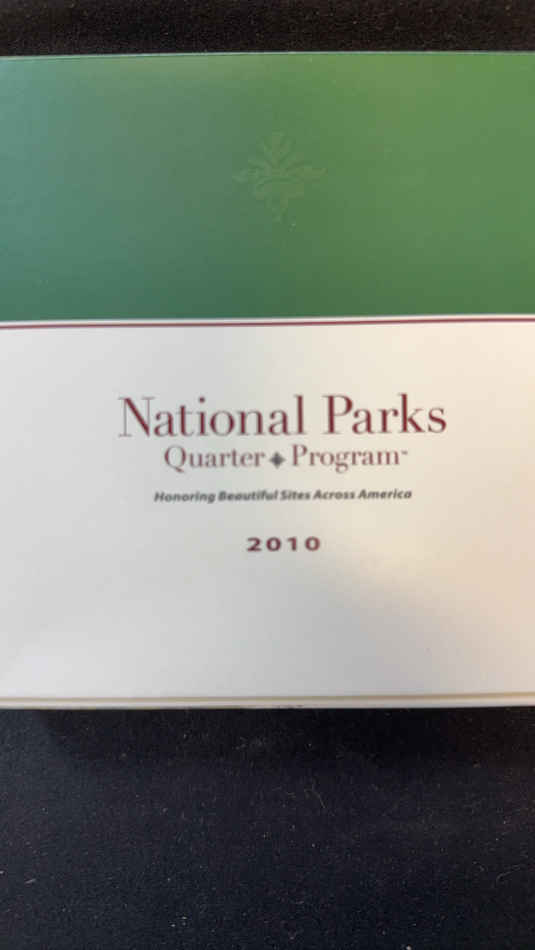 National Parks
Quarter Program™
Honoring Beautiful Sites Across America
2010